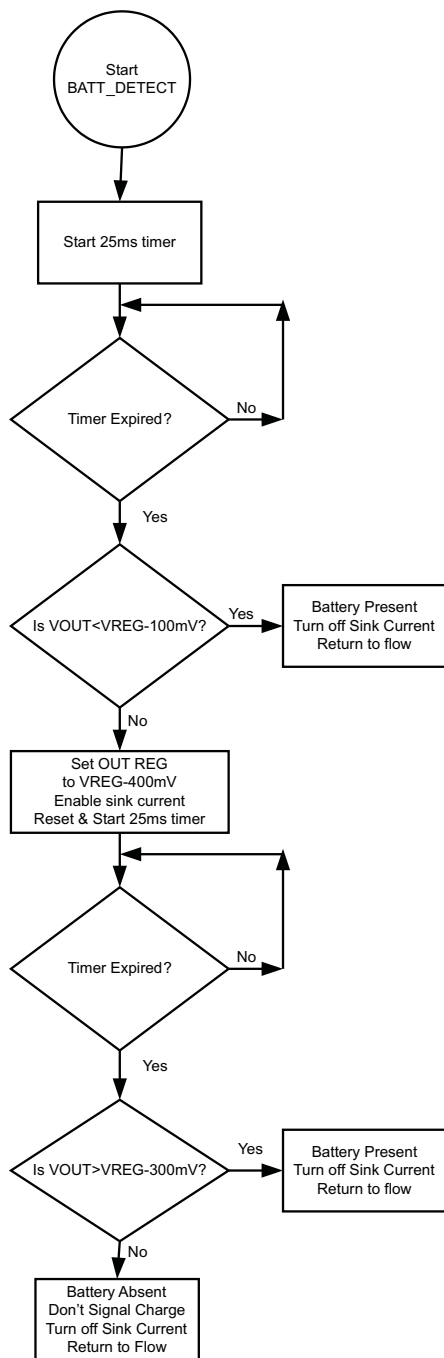 Start
BATT_DETECT
Start 25ms timer
Timer Expired?
No
Yes
Is VOUT<VREG-100mV?
Yes
Battery Present
Turn off Sink Current
Return to flow
No
Set OUT REG
to VREG-400mV
Enable sink current
Reset & Start 25ms timer
Timer Expired?
No
Yes
Is VOUT>VREG-300mV?
Yes
Battery Present
Turn off Sink Current
Return to flow
No
Battery Absent
Don't Signal Charge
Turn off Sink Current
Return to Flow